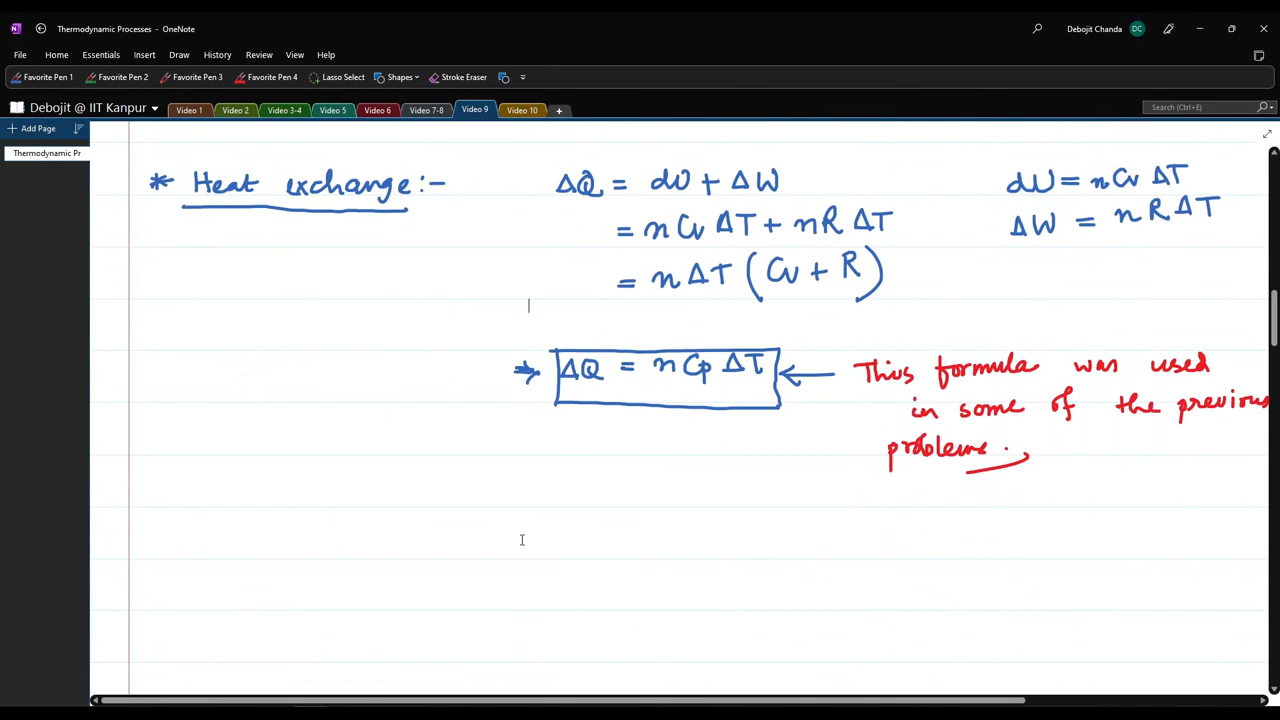 Thermodynamic Processes - OneNote
Debojit Chanda DC
File Home Essentials Insert Draw History Review View Help
Favorite Pen 1 Favorite Pen 2 Favorite Pen 3 Favorite Pen 4 Lasso Select Shapes Stroke Eraser
Debojit @ IIT Kanpur Video 1 Video 2 Video 3-4 Video 5 Video 6 Video 7-8 Video 9 Video 10 + Search (Ctrl+E)
+ Add Page
Thermodynamic Pr
* Heat exchange :- ΔQ = dU + ΔW dU = nCv ΔT
= nCv ΔT + nR ΔT ΔW = nRΔT
= nΔT (Cv + R)
⇒ ΔQ = nCp ΔT ← This formula was used
in some of the previous
problems.